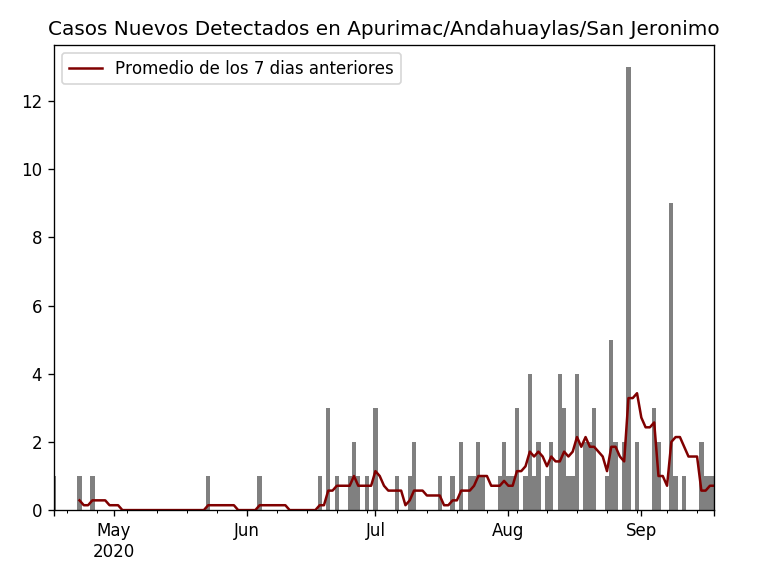 Casos Nuevos Detectados en Apurimac/Andahuaylas/San Jeronimo
Promedio de los 7 dias anteriores
12
10
8
6
4
2
0
May Jun Jul Aug Sep
2020